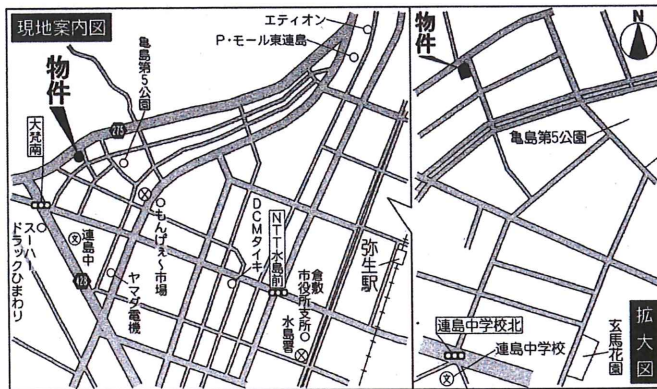 現地案内図
エディオン
P・モール東連島
亀島第5公園
物件
275
大梵南
スーパー
ドラックひまわり
連島中
もんげぇ〜市場
ヤマダ電機
428
DCMダイキ
NTT水島前
倉敷
市役所支所
水島署
弥生駅
N
物件
亀島第5公園
連島中学校北
連島中学校
玄馬花園
拡大図